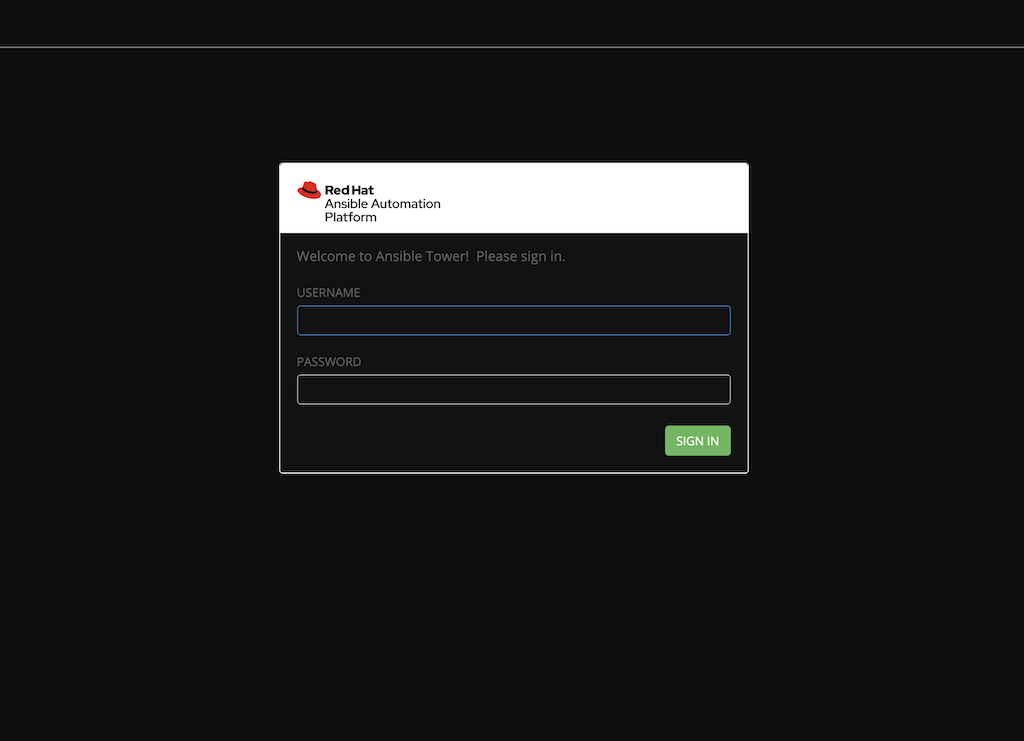 Red Hat
Ansible Automation
Platform
Welcome to Ansible Tower!  Please sign in.
USERNAME
PASSWORD
SIGN IN